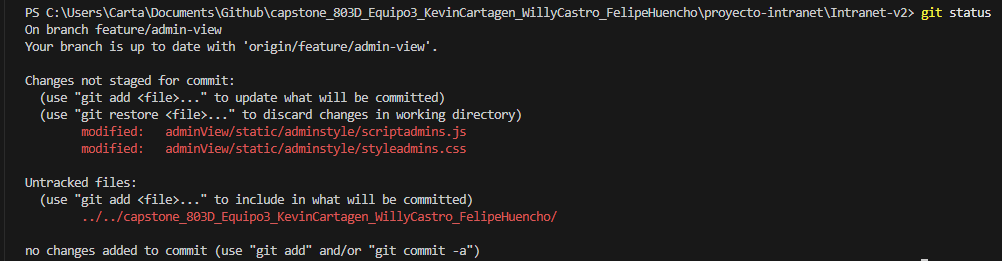 PS C:\Users\Carta\Documents\Github\capstone_803D_Equipo3_KevinCartagen_WillyCastro_FelipeHuencho\proyecto-intranet\Intranet-v2> git status
On branch feature/admin-view
Your branch is up to date with 'origin/feature/admin-view'.

Changes not staged for commit:
  (use "git add <file>..." to update what will be committed)
  (use "git restore <file>..." to discard changes in working directory)
        modified:   adminView/static/adminstyle/scriptadmins.js
        modified:   adminView/static/adminstyle/styleadmins.css

Untracked files:
  (use "git add <file>..." to include in what will be committed)
        ../../capstone_803D_Equipo3_KevinCartagen_WillyCastro_FelipeHuencho/

no changes added to commit (use "git add" and/or "git commit -a")